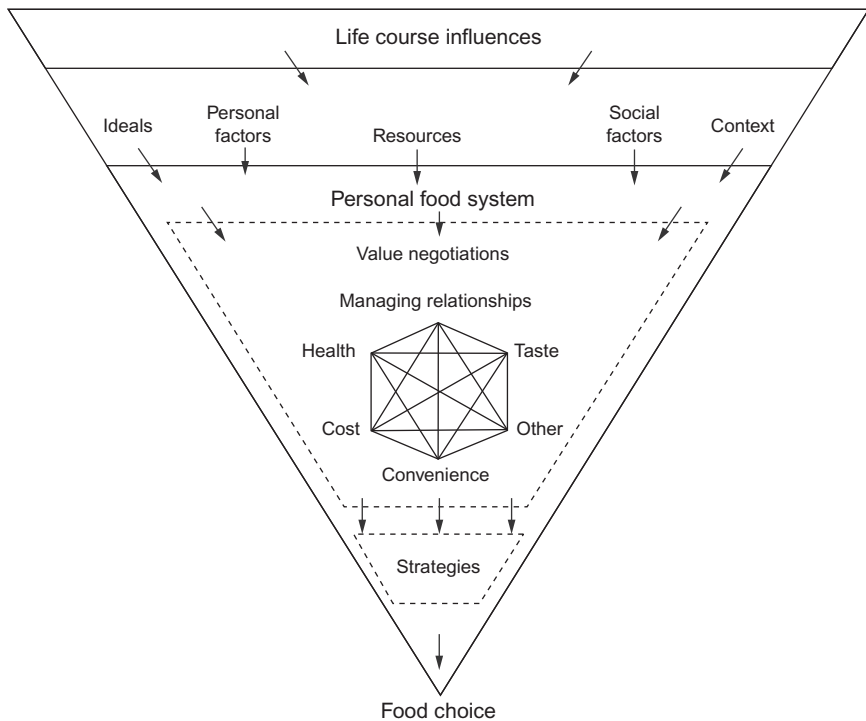 Life course influences
Ideals
Personal
factors
Resources
Social
factors
Context
Personal food system
Value negotiations
Managing relationships
Health
Taste
Cost
Other
Convenience
Strategies
Food choice